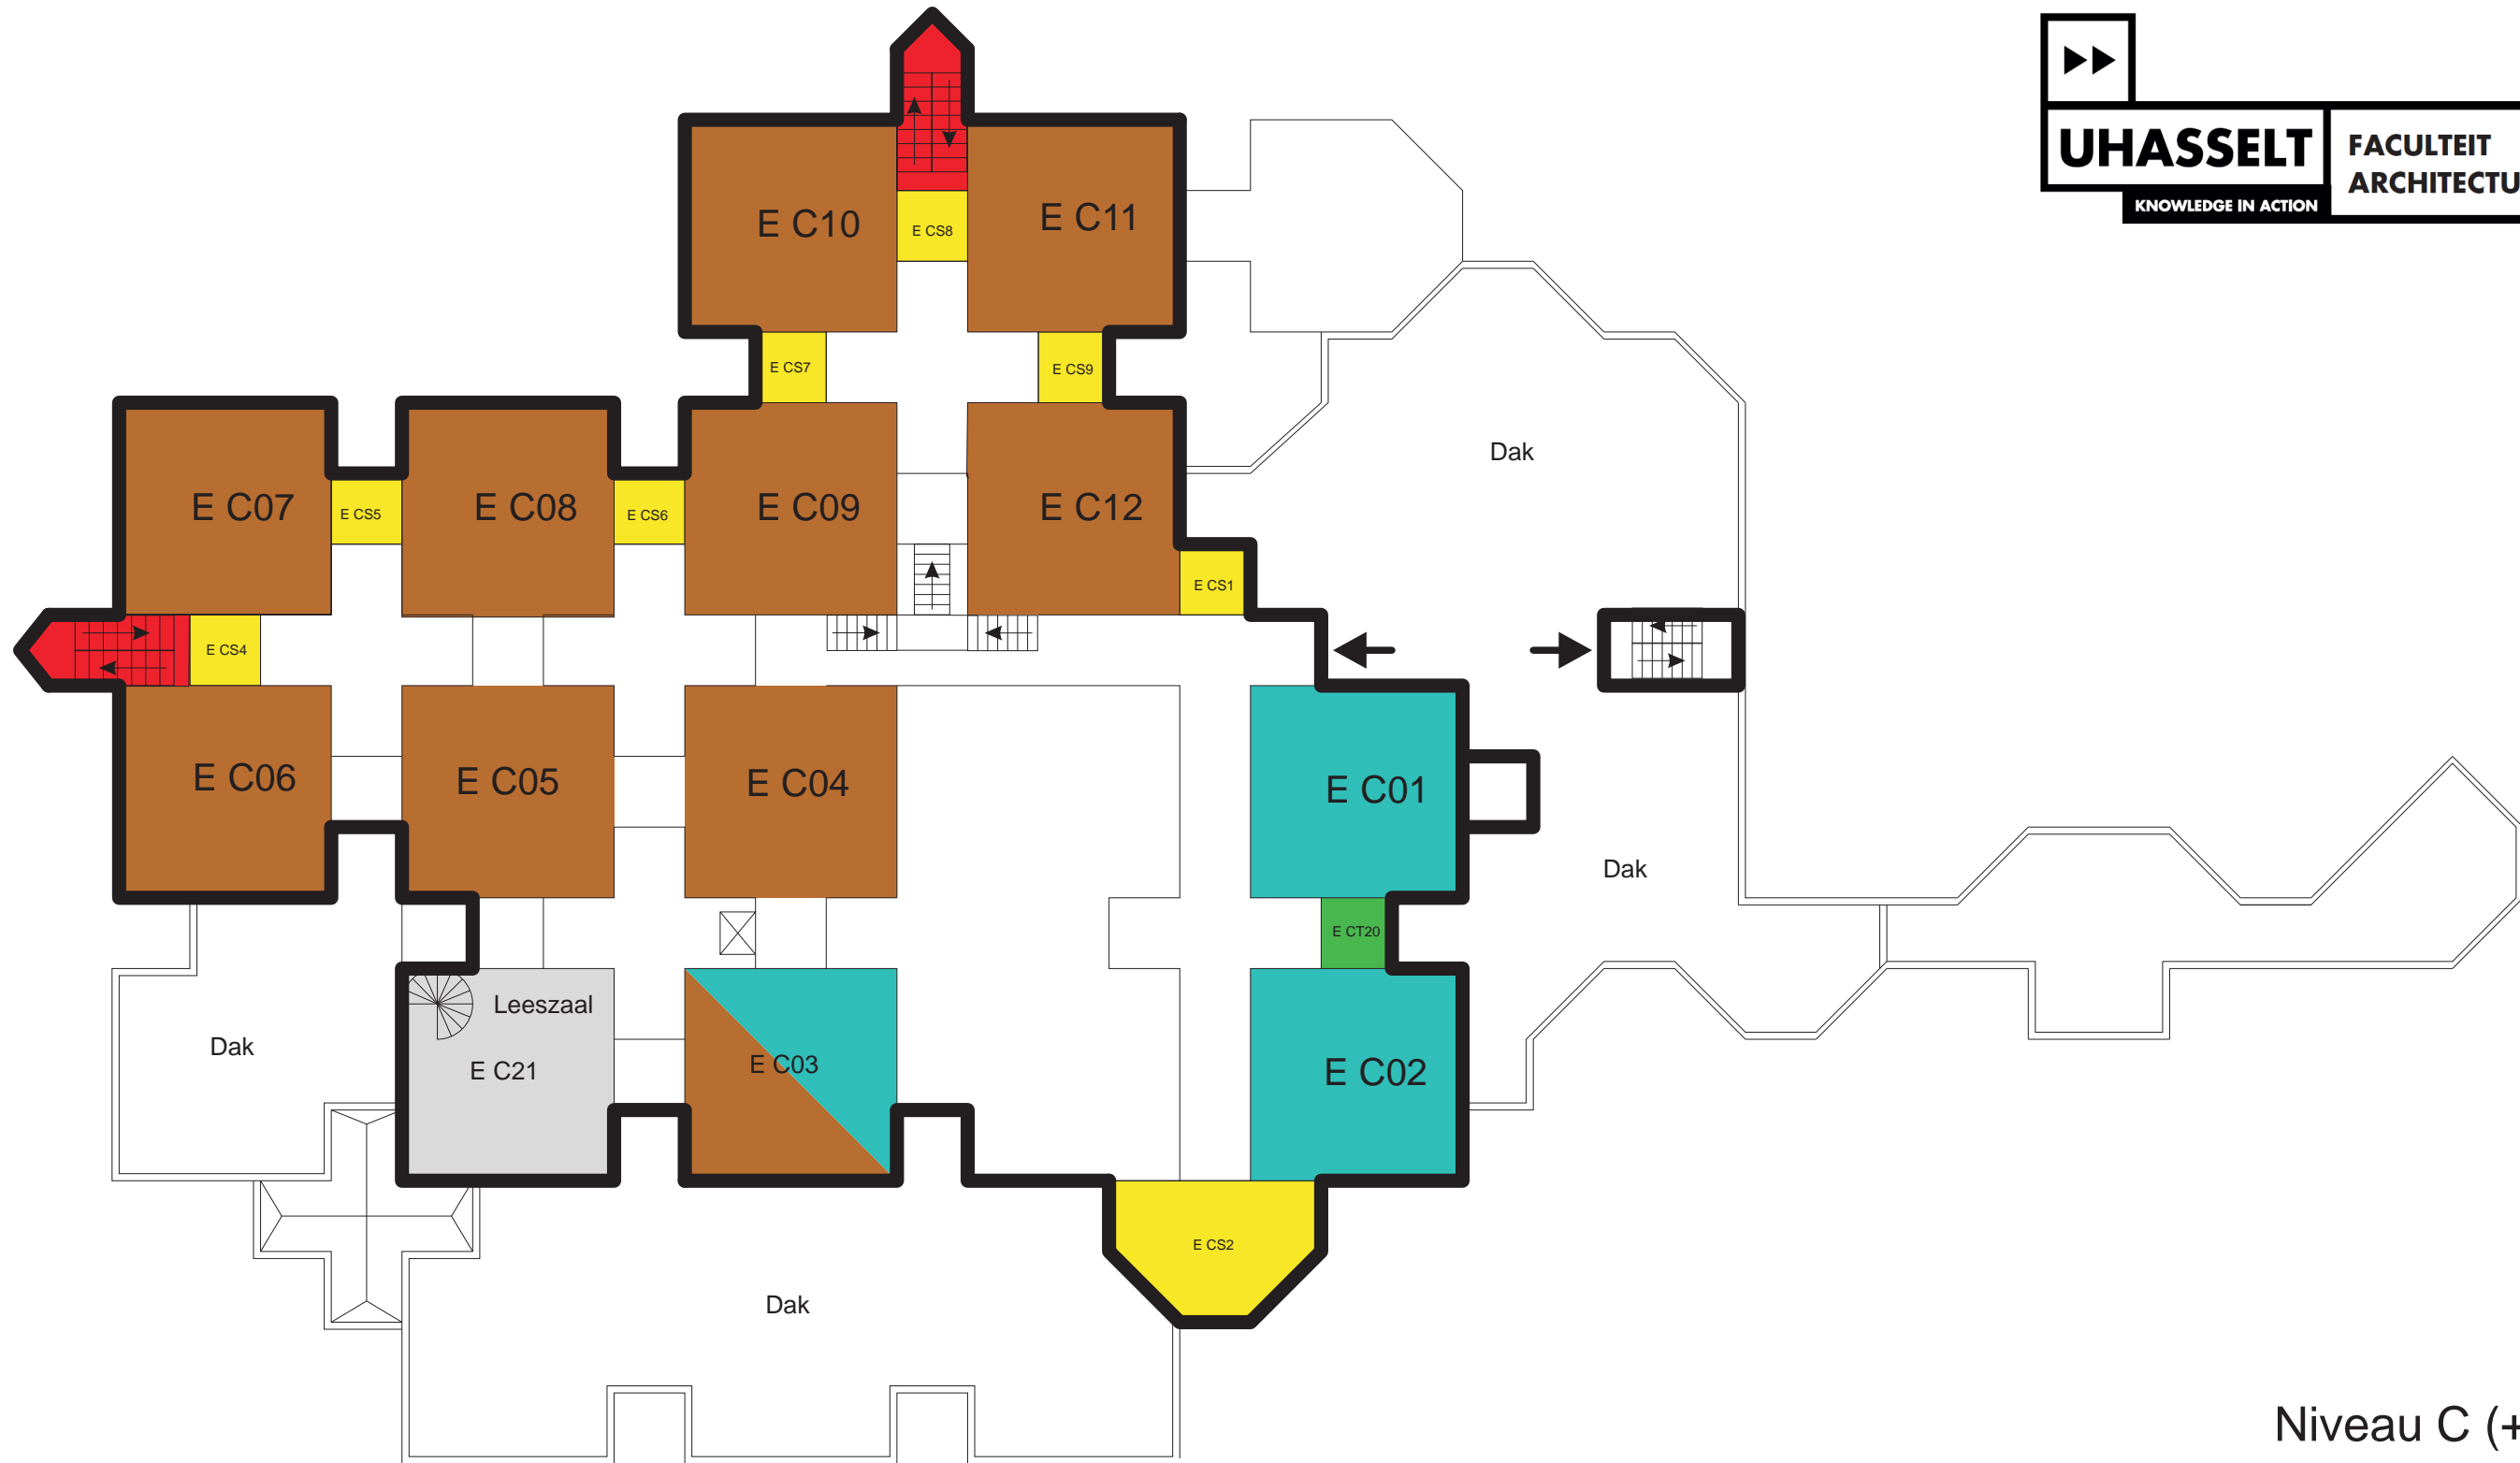 UHASSELT
FACULTEIT
ARCHITECTU
KNOWLEDGE IN ACTION
E C10
E CS8
E C11
E CS7
E CS9
Dak
E C07
E CS5
E C08
E CS6
E C09
E C12
E CS1
E CS4
E C06
E C05
E C04
E C01
Dak
E CT20
Leeszaal
Dak
E C21
E C03
E C02
E CS2
Dak
Niveau C (+